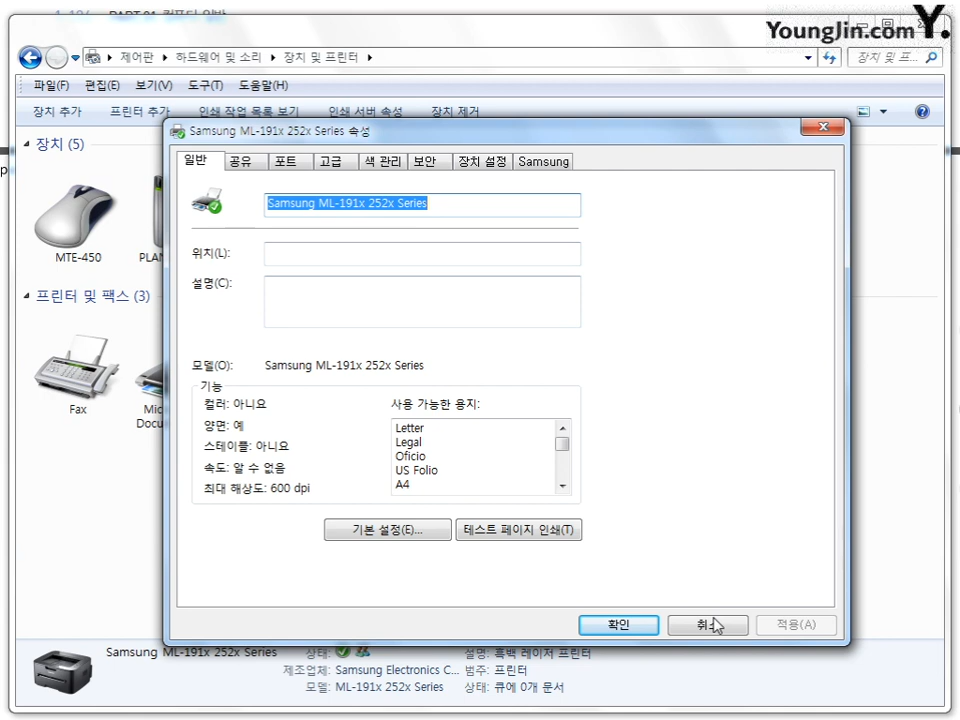 YoungJin.com Y.
제어판 ▸ 하드웨어 및 소리 ▸ 장치 및 프린터 ▸
장치 및 프...
파일(F) 편집(E) 보기(V) 도구(T) 도움말(H)
장치 추가 프린터 추가 인쇄 작업 목록 보기 인쇄 서버 속성 장치 제거
Samsung ML-191x 252x Series 속성
장치 (5)
일반 공유 포트 고급 색 관리 보안 장치 설정 Samsung
Samsung ML-191x 252x Series
MTE-450
위치(L):
설명(C):
프린터 및 팩스 (3)
모델(O): Samsung ML-191x 252x Series
기능
컬러: 아니요
사용 가능한 용지:
양면: 예
스테이플: 아니요
속도: 알 수 없음
최대 해상도: 600 dpi
Letter
Legal
Oficio
US Folio
A4
Fax
기본 설정(E)...
테스트 페이지 인쇄(T)
확인
적용(A)
Samsung ML-191x 252x Series
상태:
설명: 흑백 레이저 프린터
제조업체: Samsung Electronics C...
범주: 프린터
모델: ML-191x 252x Series
상태: 큐에 0개 문서